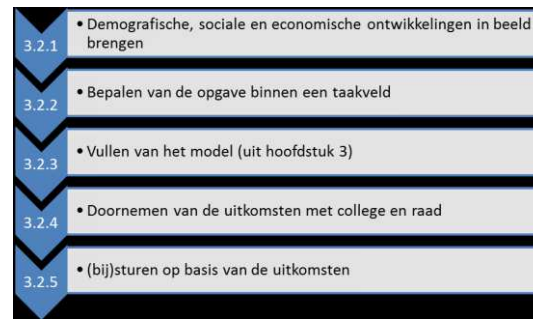 3.2.1
• Demografische, sociale en economische ontwikkelingen in beeld
brengen
3.2.2
• Bepalen van de opgave binnen een taakveld
3.2.3
• Vullen van het model (uit hoofdstuk 3)
3.2.4
• Doornemen van de uitkomsten met college en raad
3.2.5
• (bij)sturen op basis van de uitkomsten